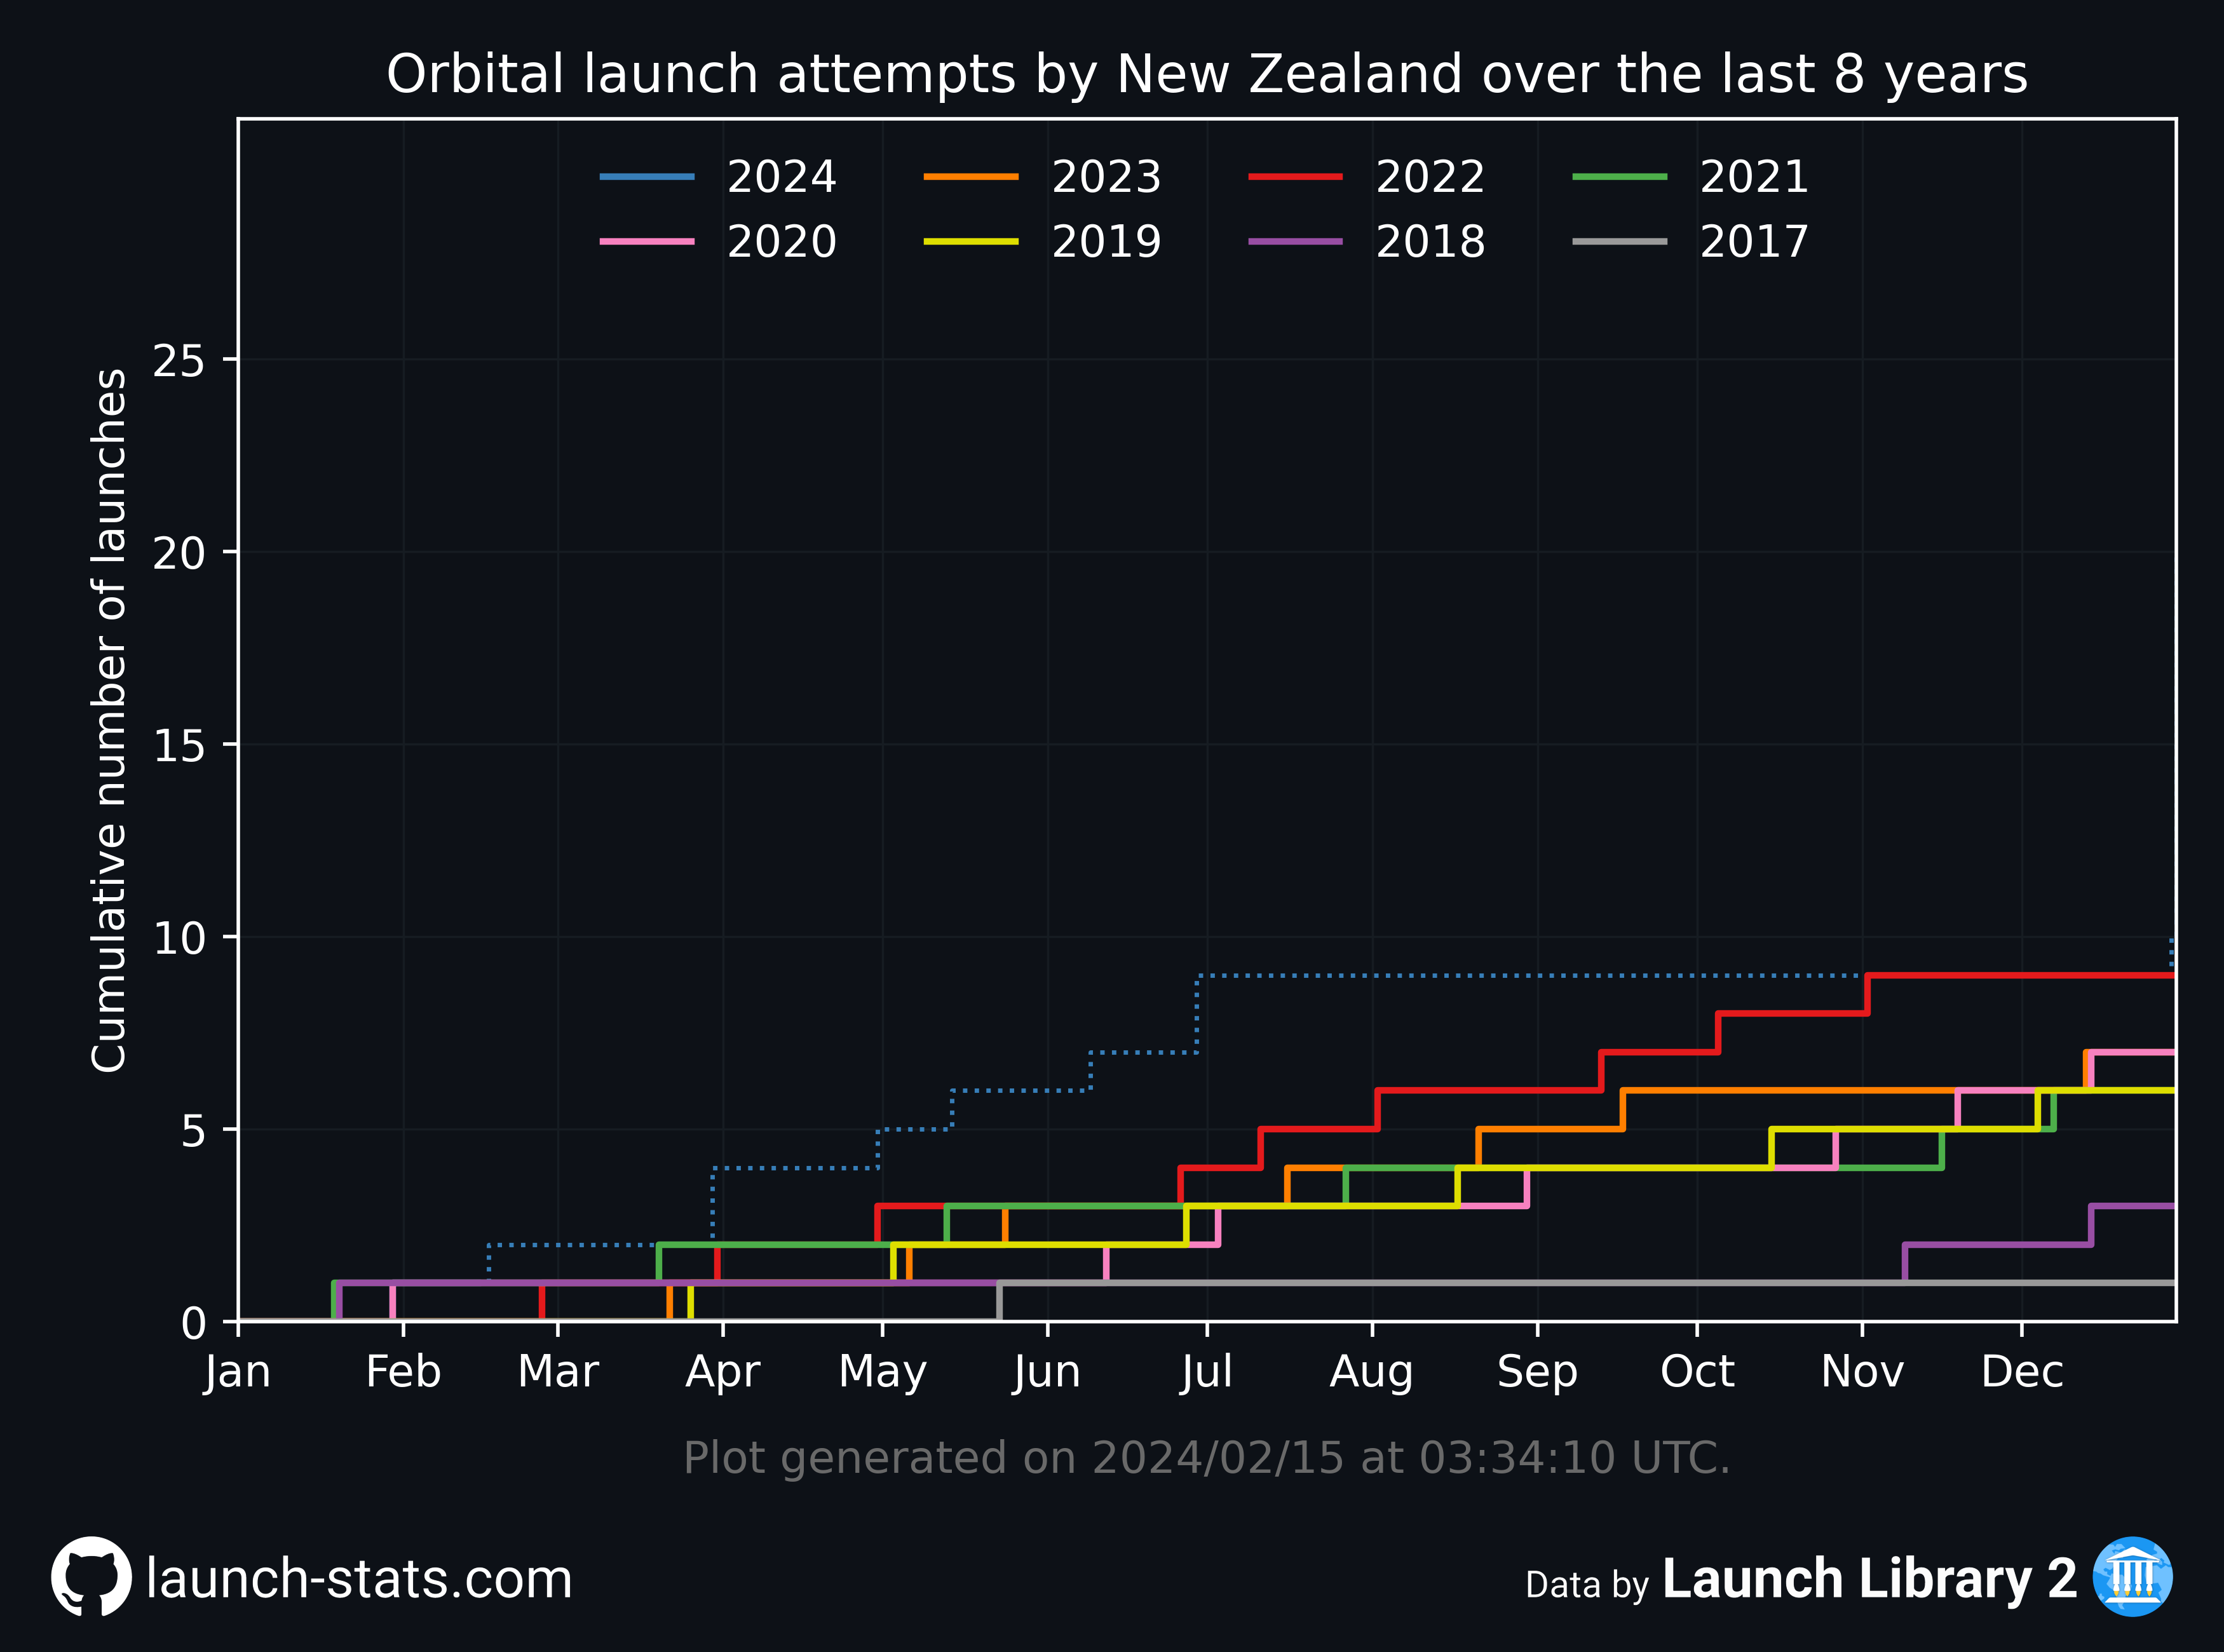 Orbital launch attempts by New Zealand over the last 8 years
2024 2023 2022 2021
2020 2019 2018 2017
Cumulative number of launches
25
20
15
10
5
0
Jan Feb Mar Apr May Jun Jul Aug Sep Oct Nov Dec
Plot generated on 2024/02/15 at 03:34:10 UTC.
launch-stats.com
Data by Launch Library 2